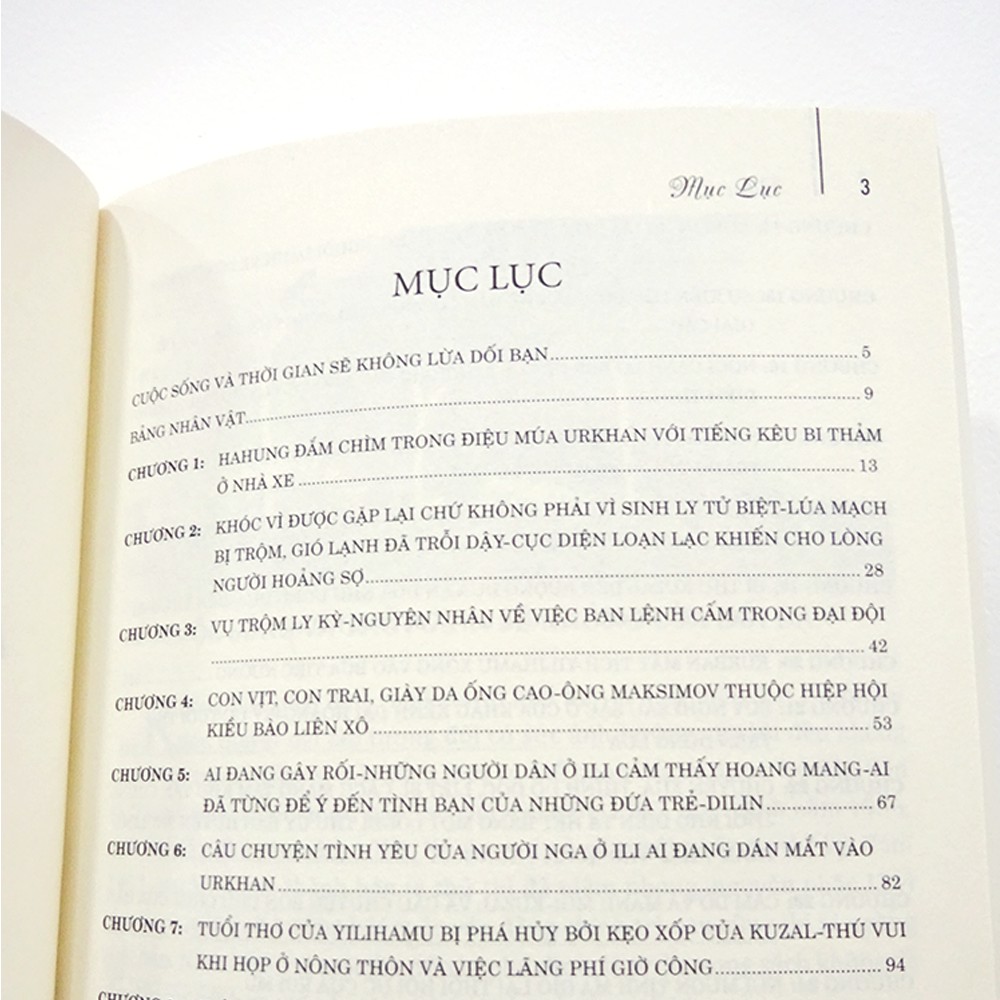 Mục Lục 3
MỤC LỤC
CUỘC SỐNG VÀ THỜI GIAN SẼ KHÔNG LỪA DỐI BẠN 5
BẢNG NHÂN VẬT 9
CHƯƠNG 1: HAHUNG ĐẮM CHÌM TRONG ĐIỆU MÚA URKHAN VỚI TIẾNG KÊU BI THẢM
Ở NHÀ XE 13
CHƯƠNG 2: KHÓC VÌ ĐƯỢC GẶP LẠI CHỨ KHÔNG PHẢI VÌ SINH LY TỬ BIỆT-LÚA MẠCH
BỊ TRỘM, GIÓ LẠNH ĐÃ TRỖI DẬY-CỤC DIỆN LOẠN LẠC KHIẾN CHO LÒNG
NGƯỜI HOẢNG SỢ 28
CHƯƠNG 3: VỤ TRỘM LY KỲ-NGUYÊN NHÂN VỀ VIỆC BAN LỆNH CẤM TRONG ĐẠI ĐỘI
42
CHƯƠNG 4: CON VỊT, CON TRAI, GIÀY DA ỐNG CAO-ÔNG MAKSIMOV THUỘC HIỆP HỘI
KIỀU BÀO LIÊN XÔ 53
CHƯƠNG 5: AI ĐANG GÂY RỐI-NHỮNG NGƯỜI DÂN Ở ILI CẢM THẤY HOANG MANG-AI
ĐÃ TỪNG ĐỂ Ý ĐẾN TÌNH BẠN CỦA NHỮNG ĐỨA TRẺ-DILIN 67
CHƯƠNG 6: CÂU CHUYỆN TÌNH YÊU CỦA NGƯỜI NGA Ở ILI AI ĐANG DÁN MẮT VÀO
URKHAN 82
CHƯƠNG 7: TUỔI THƠ CỦA YILIHAMU BỊ PHÁ HỦY BỞI KẸO XỐP CỦA KUZAL-THÚ VUI
KHI HỌP Ở NÔNG THÔN VÀ VIỆC LÃNG PHÍ GIỜ CÔNG 94